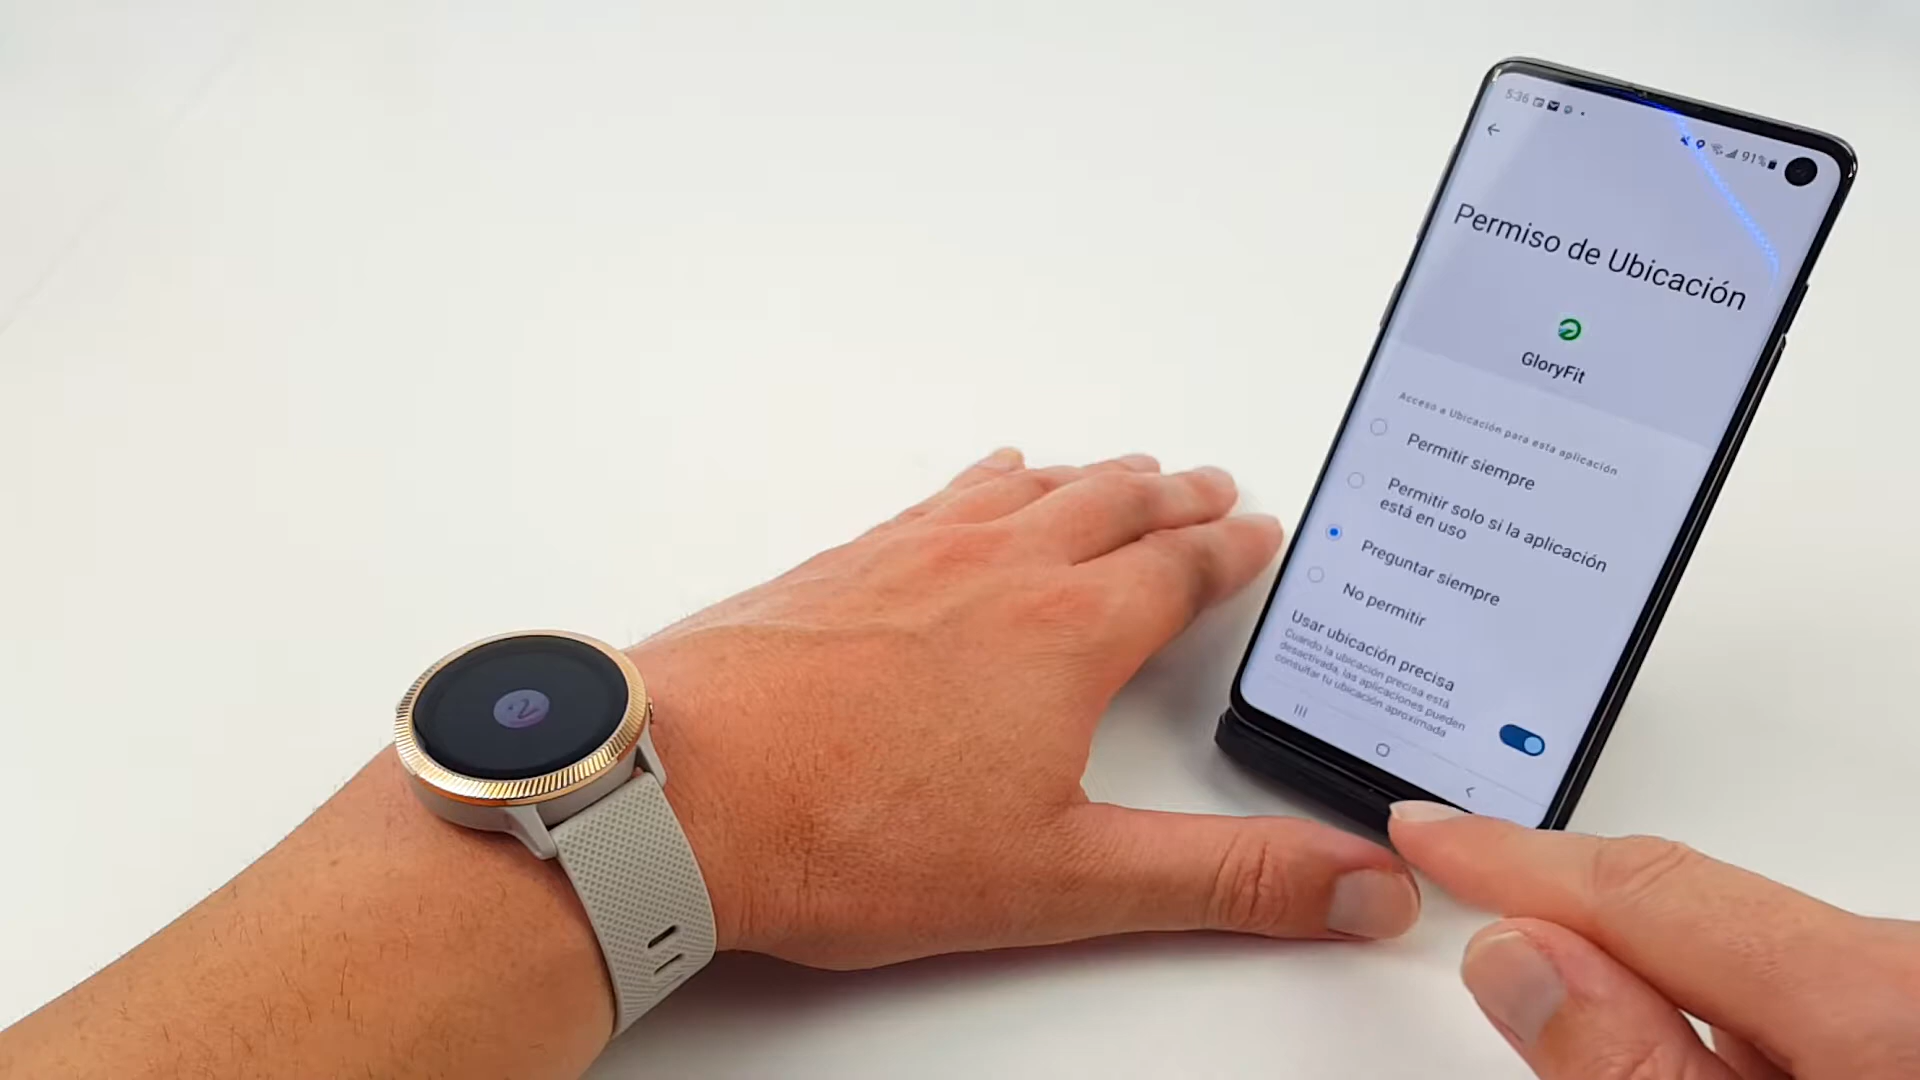 5:36
91%
Permiso de Ubicación
GloryFit
Acceso a Ubicación para esta aplicación
Permitir siempre
Permitir solo si la aplicación
está en uso
Preguntar siempre
No permitir
Usar ubicación precisa
Cuando la ubicación precisa está
desactivada, las aplicaciones pueden
consultar tu ubicación aproximada